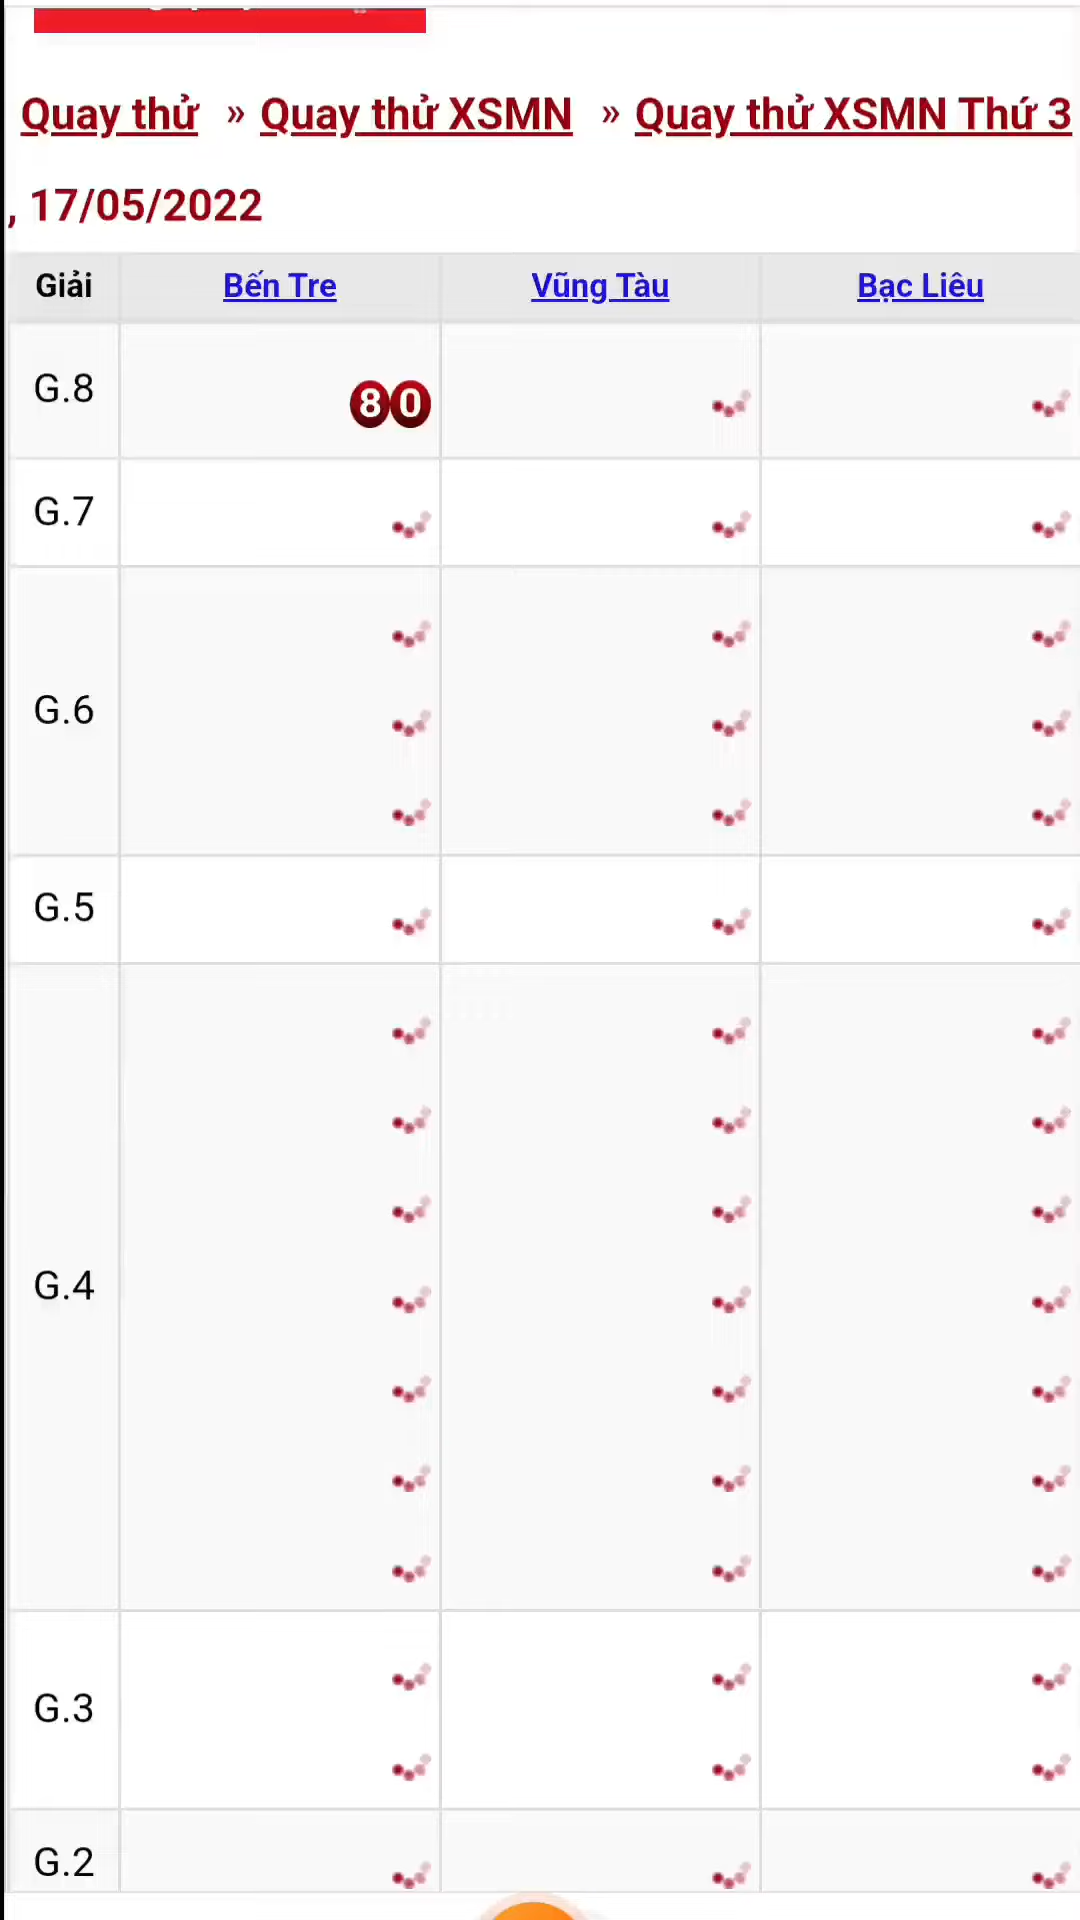 Quay thử » Quay thử XSMN » Quay thử XSMN Thứ 3
, 17/05/2022
Giải Bến Tre Vũng Tàu Bạc Liêu
G.8 80
G.7
G.6
G.5
G.4
G.3
G.2